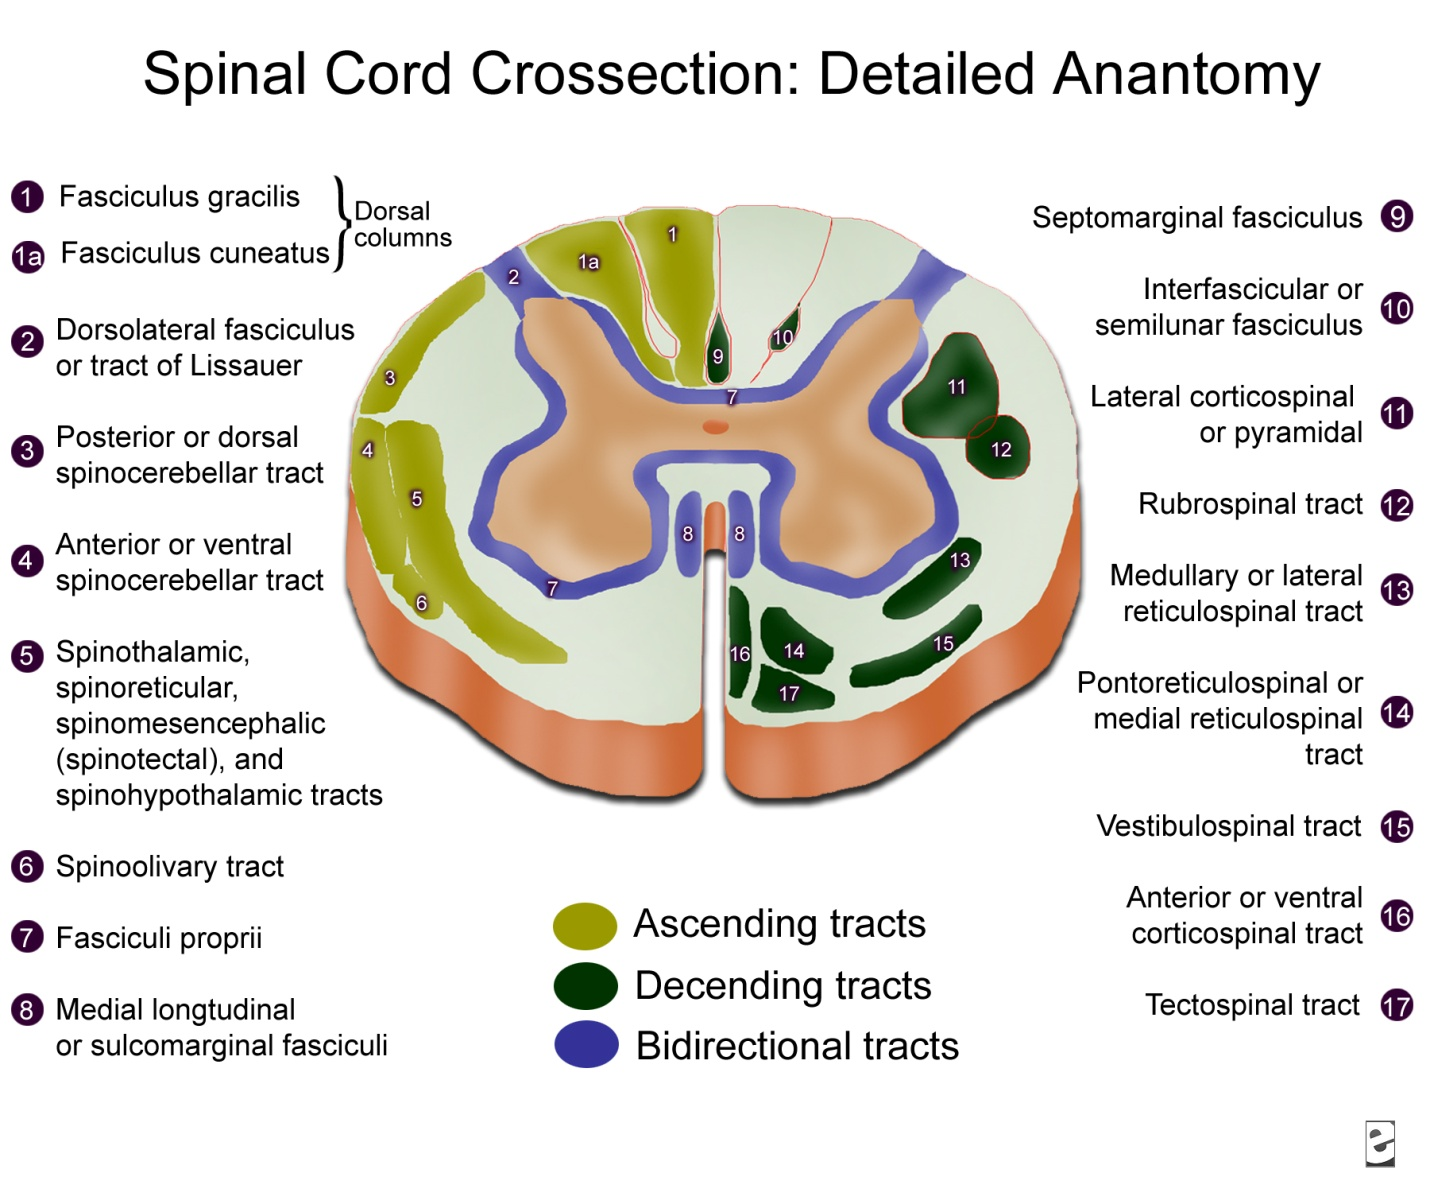 Spinal Cord Crossection: Detailed Anantomy
1 Fasciculus gracilis
1a Fasciculus cuneatus
Dorsal
columns
2 Dorsolateral fasciculus
or tract of Lissauer
3 Posterior or dorsal
spinocerebellar tract
4 Anterior or ventral
spinocerebellar tract
5 Spinothalamic,
spinoreticular,
spinomesencephalic
(spinotectal), and
spinohypothalamic tracts
6 Spinoolivary tract
7 Fasciculi proprii
8 Medial longtudinal
or sulcomarginal fasciculi
1
1a
2
3
4
5
6
7
7
8
8
9
10
11
12
13
14
15
16
17
Septomarginal fasciculus 9
Interfascicular or
semilunar fasciculus 10
Lateral corticospinal
or pyramidal 11
Rubrospinal tract 12
Medullary or lateral
reticulospinal tract 13
Pontoreticulospinal or
medial reticulospinal 14
tract
Vestibulospinal tract 15
Anterior or ventral
corticospinal tract 16
Tectospinal tract 17
Ascending tracts
Decending tracts
Bidirectional tracts
e